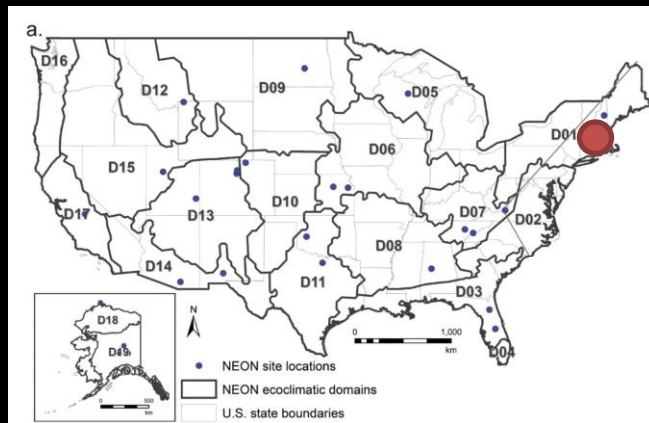 a.
D16
D12
D09
D05
D01
D06
D15
D10
D07
D17
D13
D02
D08
D14
D11
D03
D04
D18
D19
0
500
km
N
0
1,000
km
NEON site locations
NEON ecoclimatic domains
U.S. state boundaries